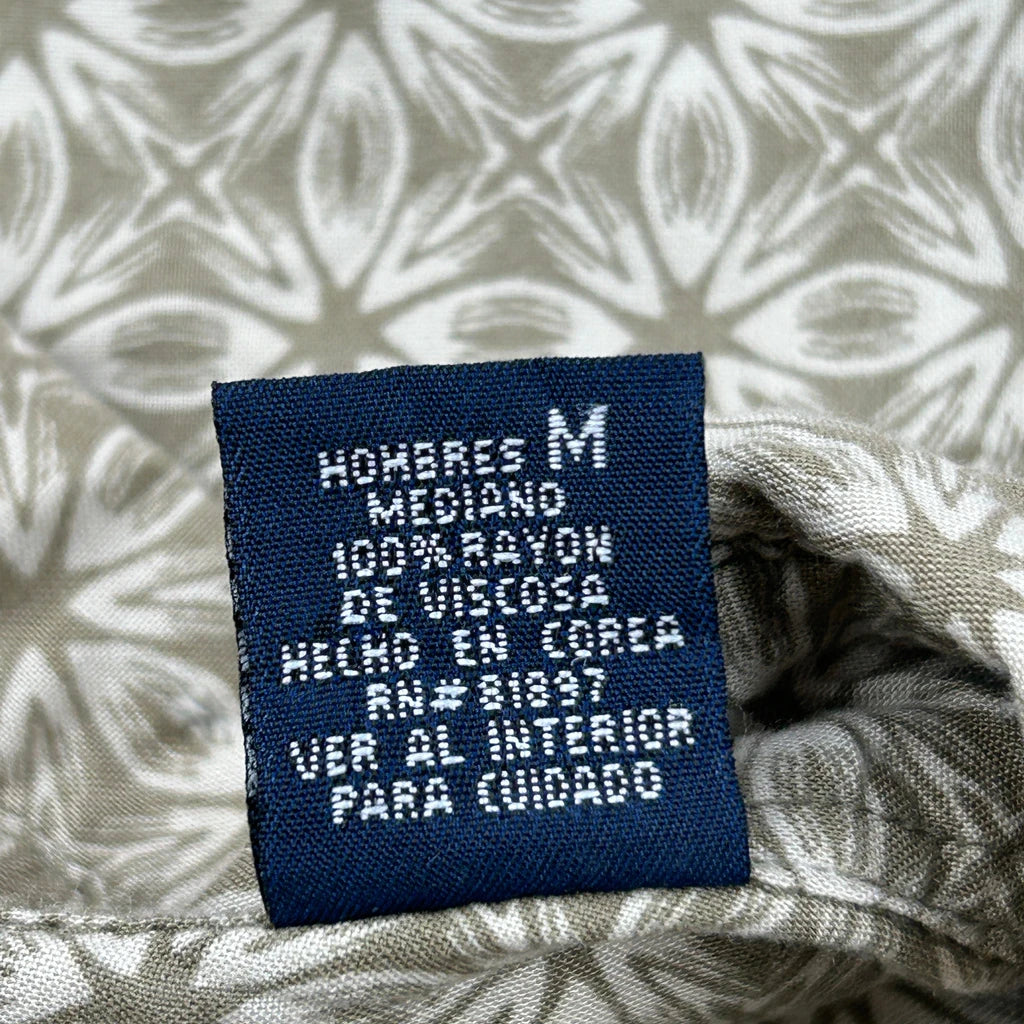 HOMBRES M
MEDIANO
100% RAYON
DE VISCOSA
HECHO EN COREA
RN# 81897
VER AL INTERIOR
PARA CUIDADO